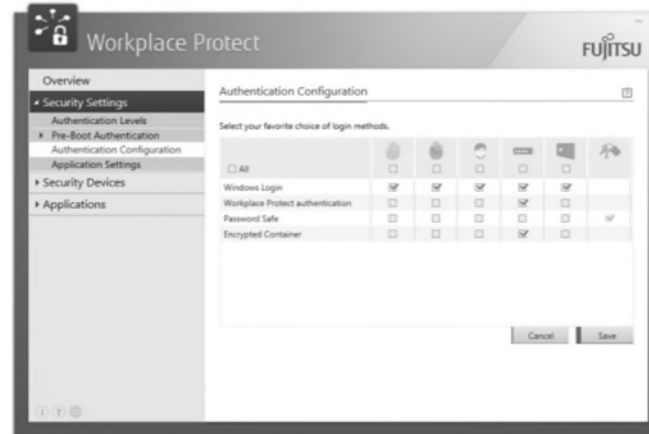 Workplace Protect
FUJITSU
Overview
Security Settings
Authentication Levels
Pre-Boot Authentication
Authentication Configuration
Application Settings
Security Devices
Applications
Authentication Configuration
?
Select your favorite choice of login methods.
All
Windows Login
Workplace Protect authentication
Password Safe
Encrypted Container
Cancel
Save
i ?